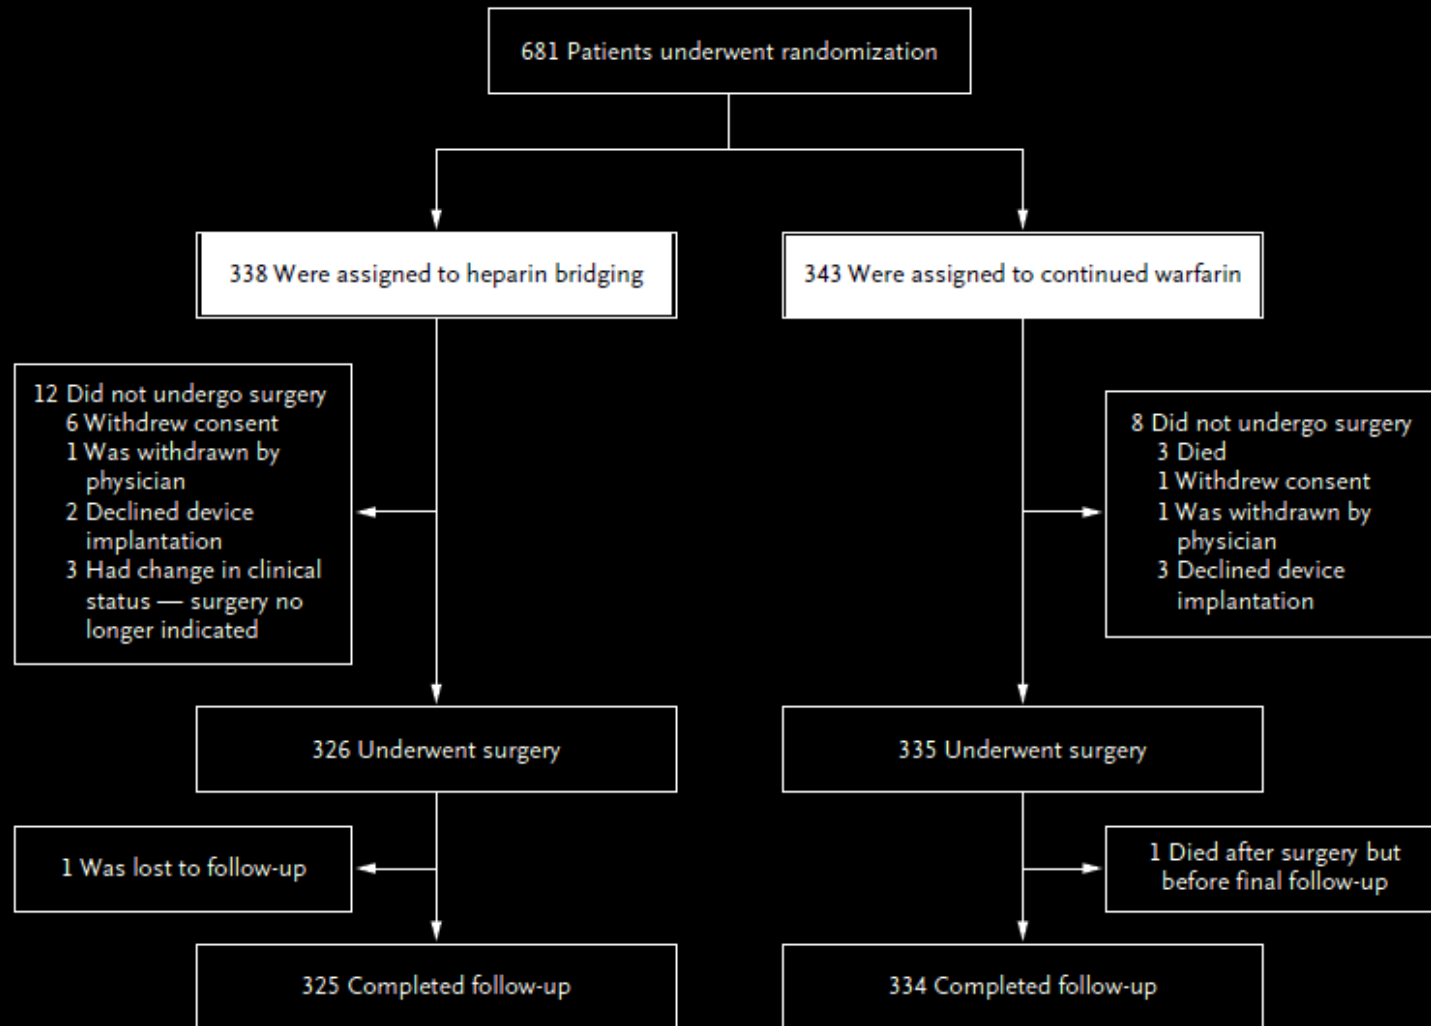 681 Patients underwent randomization
338 Were assigned to heparin bridging
343 Were assigned to continued warfarin
12 Did not undergo surgery
6 Withdrew consent
1 Was withdrawn by
physician
2 Declined device
implantation
3 Had change in clinical
status — surgery no
longer indicated
8 Did not undergo surgery
3 Died
1 Withdrew consent
1 Was withdrawn by
physician
3 Declined device
implantation
326 Underwent surgery
335 Underwent surgery
1 Was lost to follow-up
1 Died after surgery but
before final follow-up
325 Completed follow-up
334 Completed follow-up